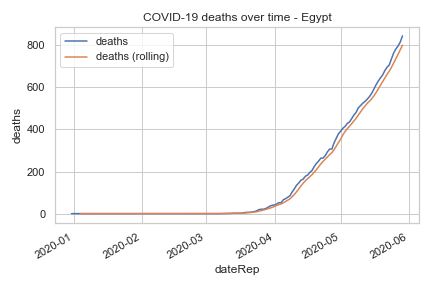 COVID-19 deaths over time - Egypt
deaths
deaths (rolling)
deaths
800
600
400
200
0
2020-01
2020-02
2020-03
2020-04
2020-05
2020-06
dateRep